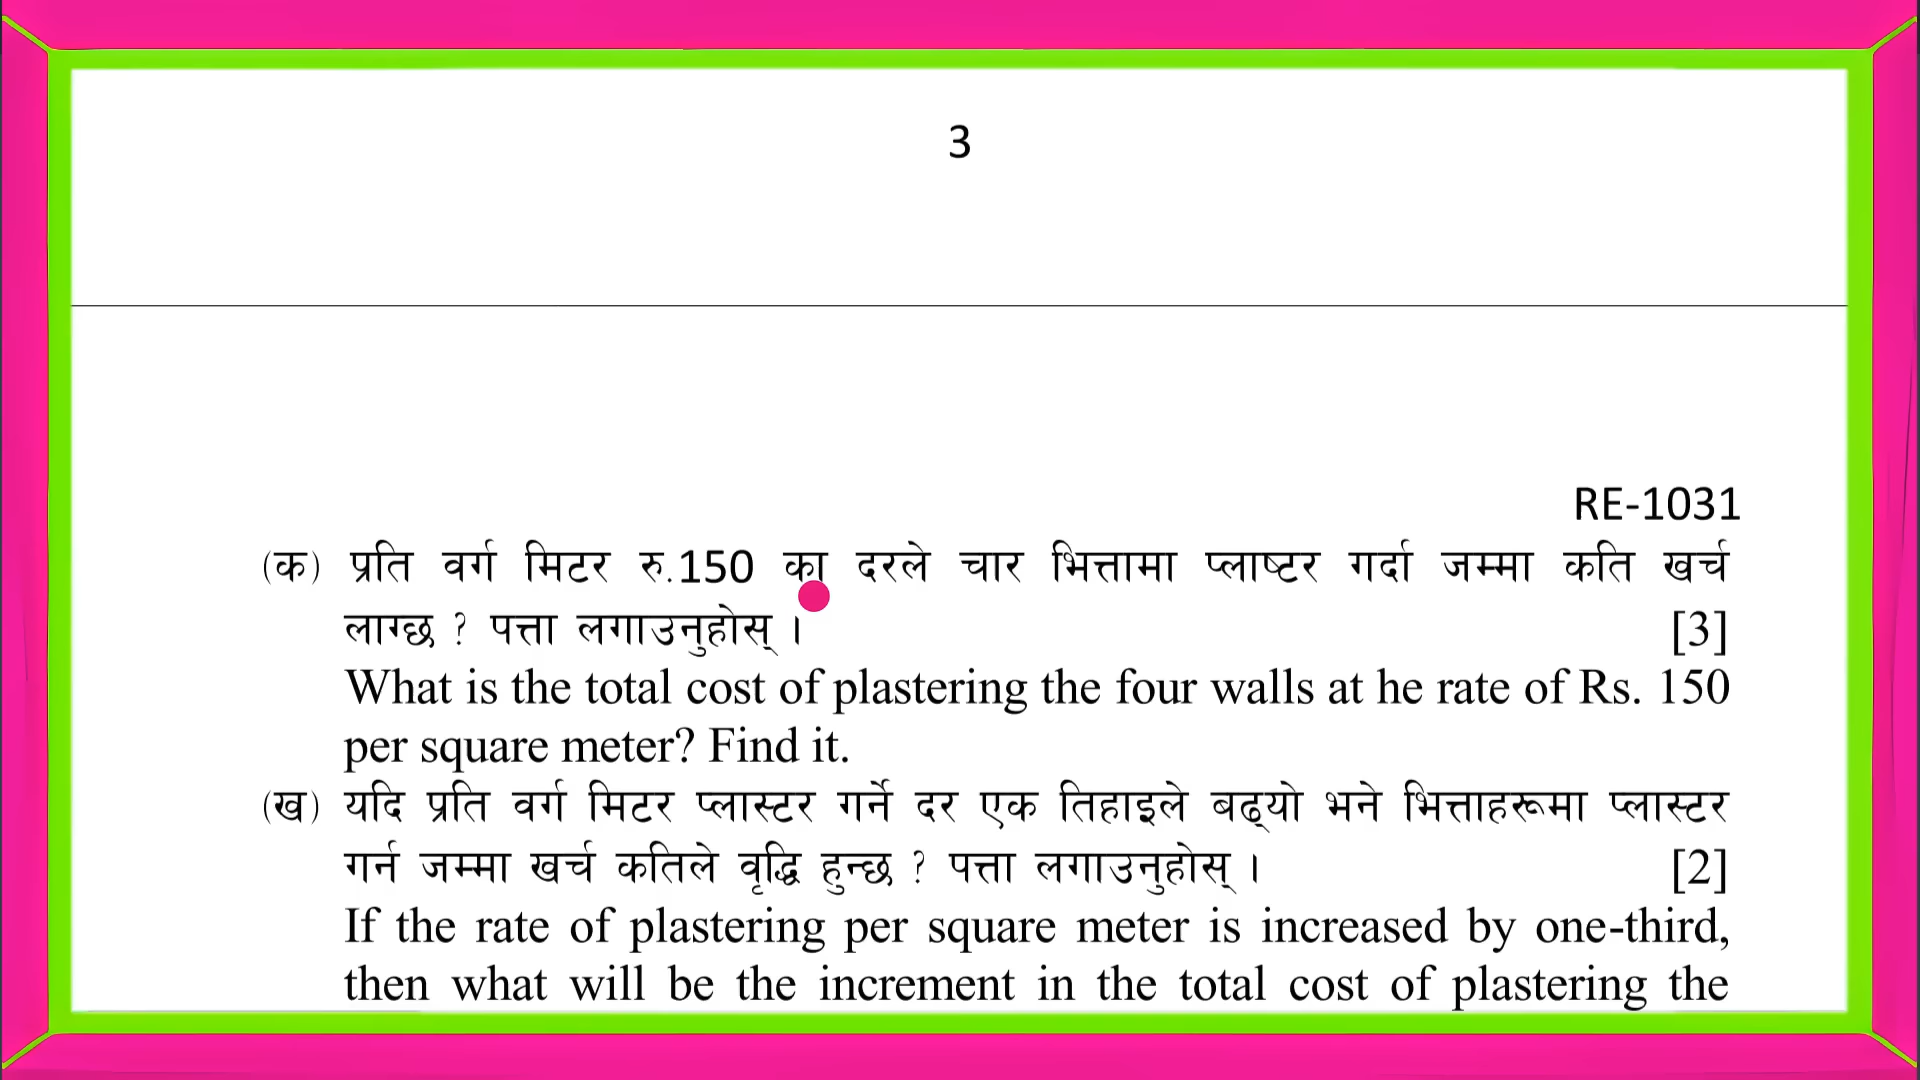 3
RE-1031
(क) प्रति वर्ग मिटर रु.150 का दरले चार भित्तामा प्लाष्टर गर्दा जम्मा कति खर्च
लाग्छ ? पत्ता लगाउनुहोस् । [3]
What is the total cost of plastering the four walls at he rate of Rs. 150
per square meter? Find it.
(ख) यदि प्रति वर्ग मिटर प्लास्टर गर्ने दर एक तिहाइले बढ्यो भने भित्ताहरूमा प्लास्टर
गर्न जम्मा खर्च कतिले वृद्धि हुन्छ ? पत्ता लगाउनुहोस् । [2]
If the rate of plastering per square meter is increased by one-third,
then what will be the increment in the total cost of plastering the